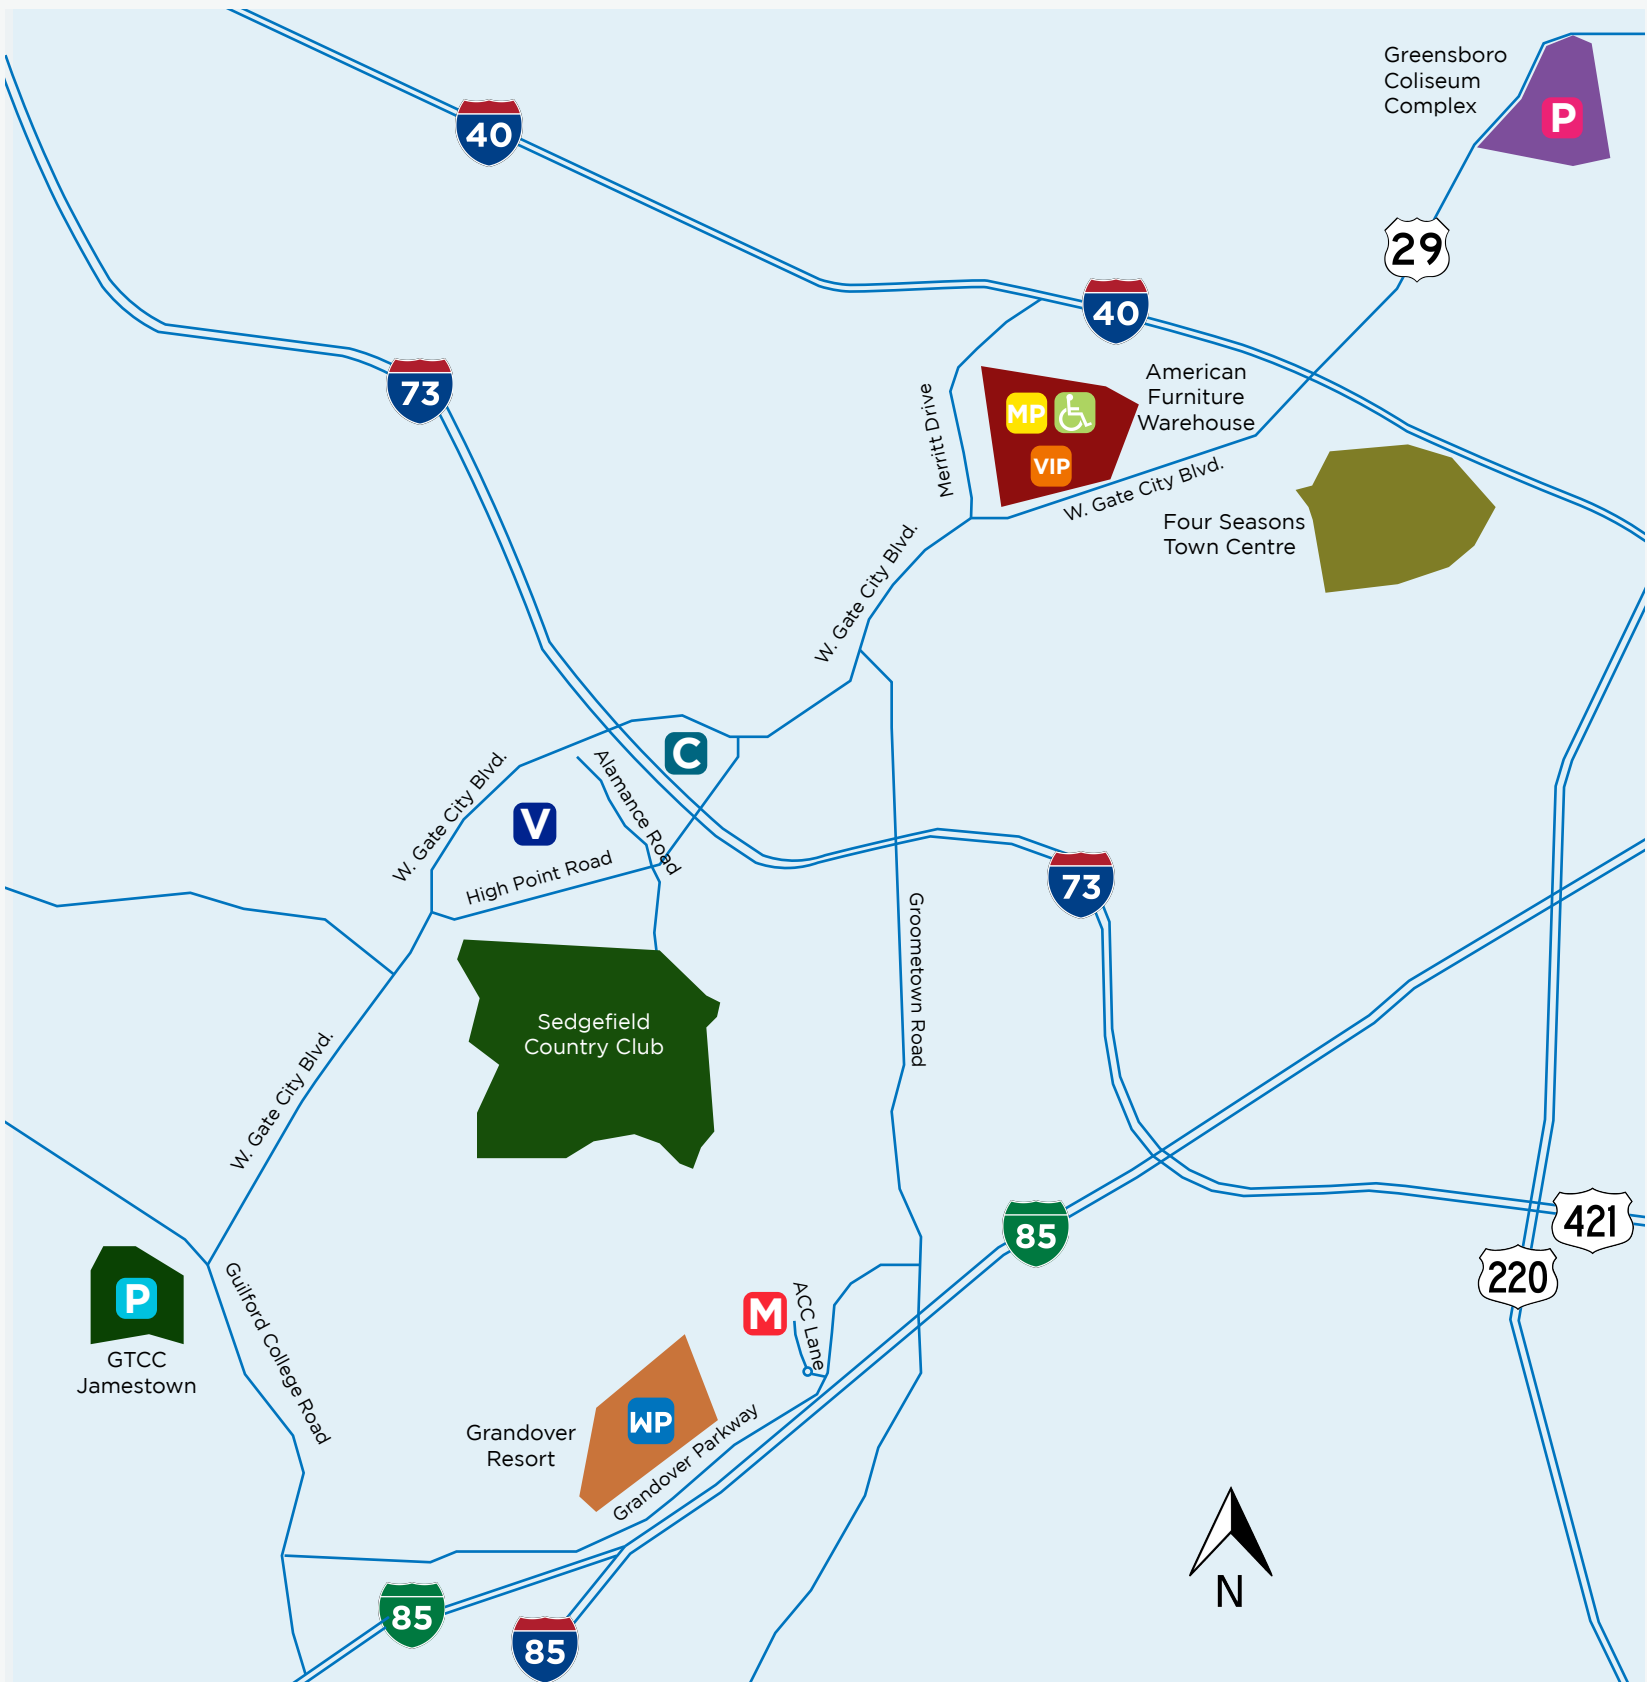 Greensboro
Coliseum
Complex
P
40
29
40
73
American
Furniture
Warehouse
MP
VIP
Merritt Drive
W. Gate City Blvd.
Four Seasons
Town Centre
W. Gate City Blvd.
C
Alamance Road
W. Gate City Blvd.
V
High Point Road
73
Groometown Road
Sedgefield
Country Club
W. Gate City Blvd.
85
421
220
P
GTCC
Jamestown
Guilford College Road
M
ACC Lane
WP
Grandover
Resort
Grandover Parkway
N
85
85